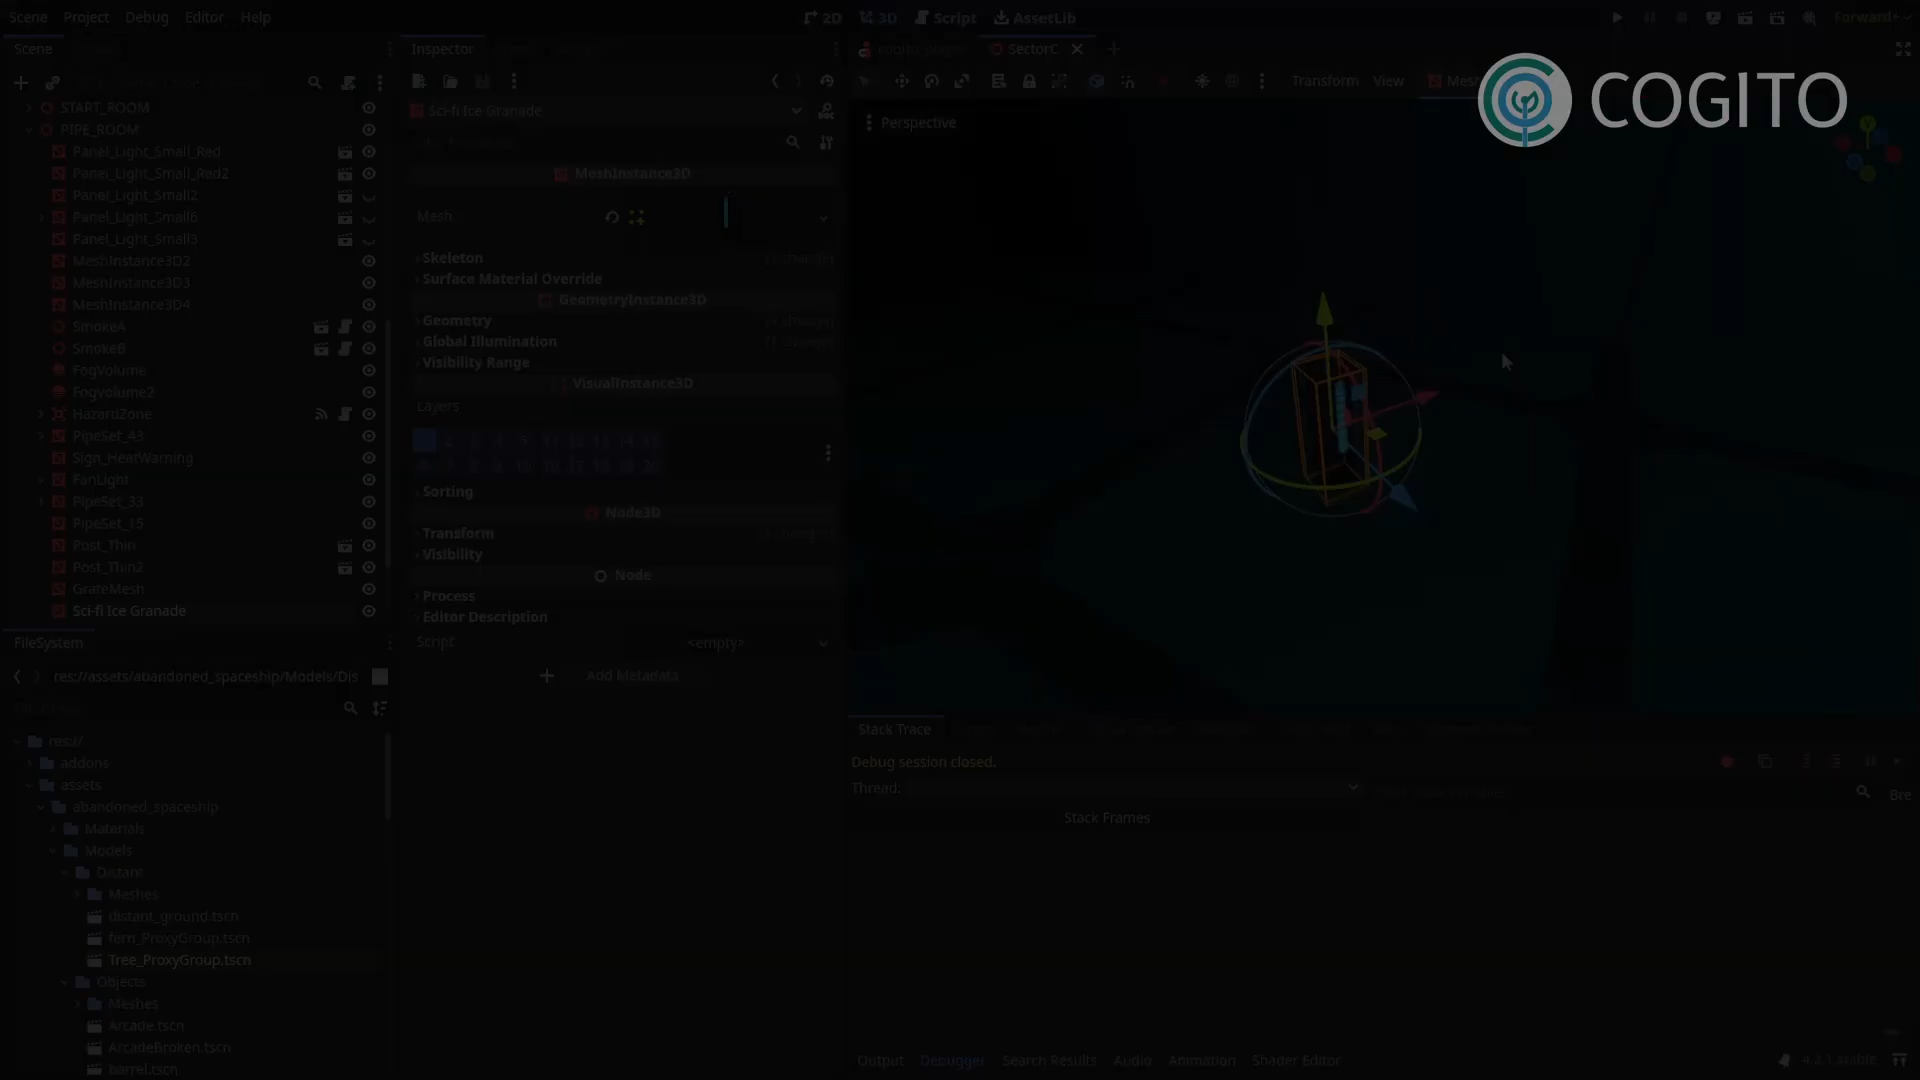 Scene Project Debug Editor Help
2D 3D Script AssetLib
Forward+
Scene
START_ROOM
PIPE_ROOM
Panel_Light_Small_Red
Panel_Light_Small_Red2
Panel_Light_Small2
Panel_Light_Small6
Panel_Light_Small3
MeshInstance3D2
MeshInstance3D3
MeshInstance3D4
SmokeA
SmokeB
FogVolume
Fogvolume2
HazardZone
PipeSet_43
Sign_HeatWarning
FanLight
PipeSet_33
PipeSet_15
Post_Thin
Post_Thin2
GrateMesh
Sci-fi Ice Granade
FileSystem
res://assets/abandoned_spaceship/Models/Dis
res://
addons
assets
abandoned_spaceship
Materials
Models
Distant
Meshes
distant_ground.tscn
fern_ProxyGroup.tscn
Tree_ProxyGroup.tscn
Objects
Meshes
Arcade.tscn
ArcadeBroken.tscn
barrel.tscn
Inspector
Sci-fi Ice Granade
MeshInstance3D
Mesh
Skeleton
Surface Material Override
GeometryInstance3D
Geometry
Global Illumination
Visibility Range
VisualInstance3D
Layers
Sorting
Node3D
Transform
Visibility
Node
Process
Editor Description
Script <empty>
Add Metadata
SectorC
Transform View
Perspective
COGITO
Stack Trace
Debug session closed.
Thread:
Bre
Stack Frames
Output Debugger Search Results Audio Animation Shader Editor